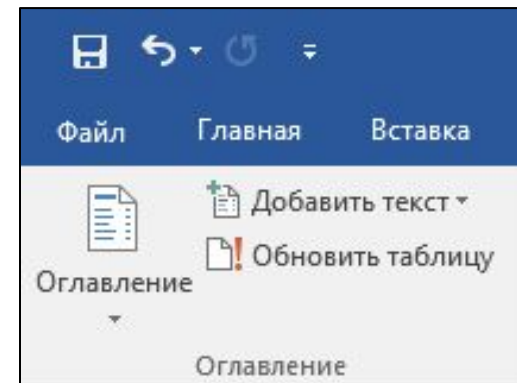 Файл Главная Вставка
Добавить текст
Обновить таблицу
Оглавление
Оглавление